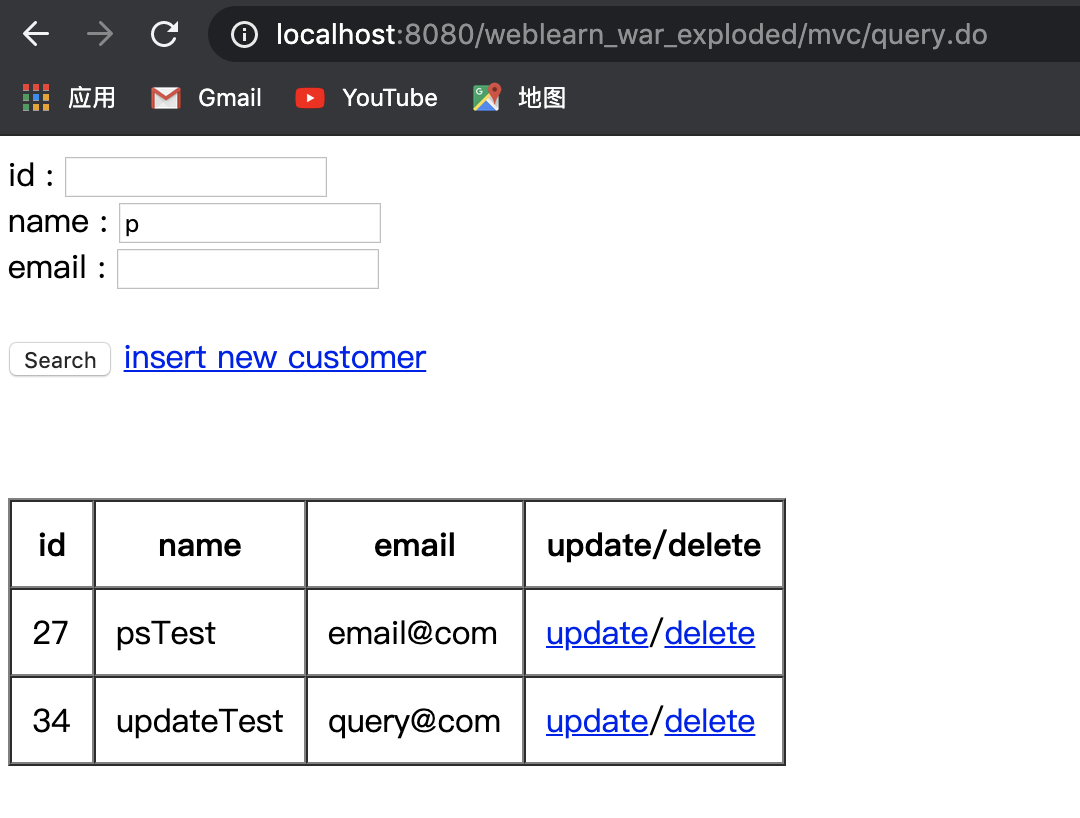 localhost:8080/weblearn_war_exploded/mvc/query.do
应用 Gmail YouTube 地图
id :
name : p
email :
Search insert new customer
id name email update/delete
27 psTest email@com update/delete
34 updateTest query@com update/delete